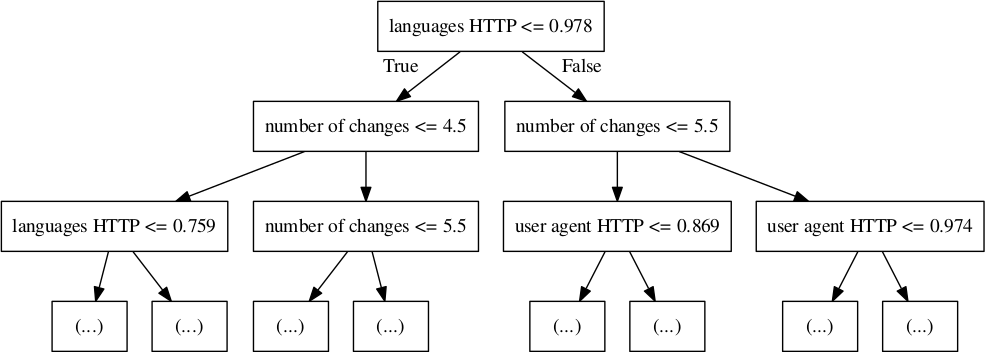 languages HTTP <= 0.978
True
False
number of changes <= 4.5
number of changes <= 5.5
languages HTTP <= 0.759
number of changes <= 5.5
user agent HTTP <= 0.869
user agent HTTP <= 0.974
(...)
(...)
(...)
(...)
(...)
(...)
(...)
(...)